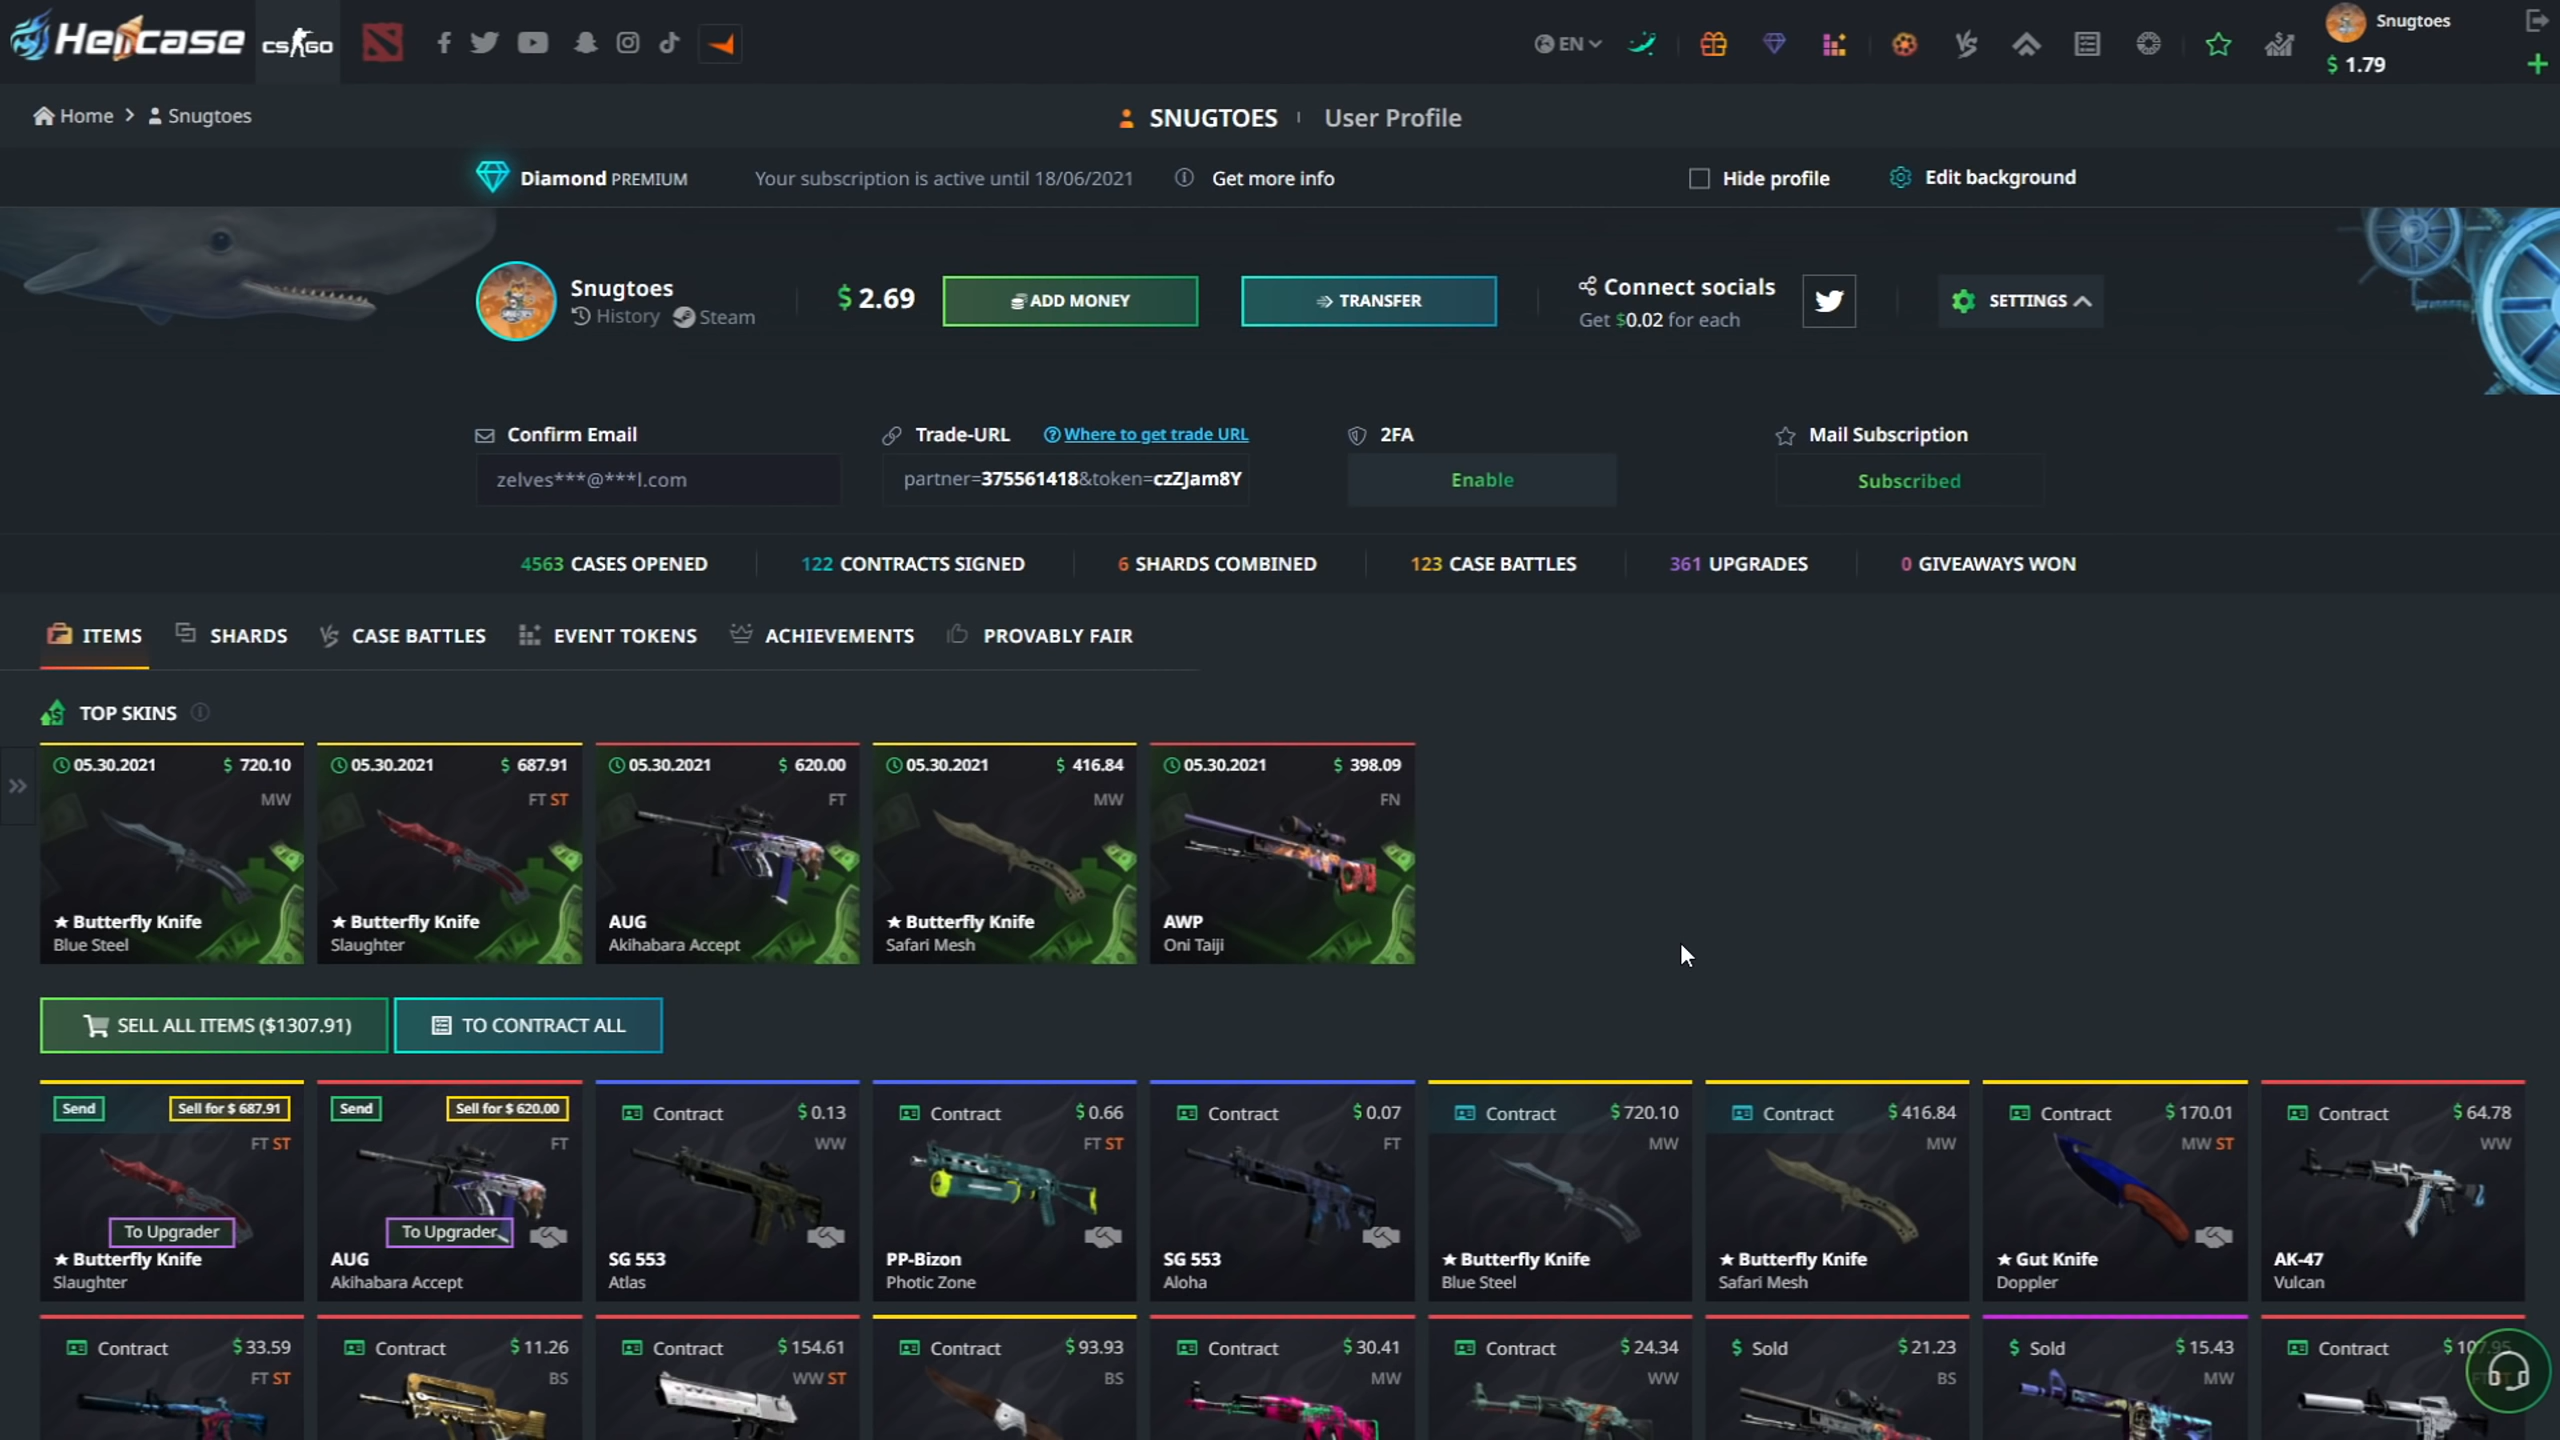 Hellcase
CS GO
EN
Snugtoes
$ 1.79
Home > Snugtoes
SNUGTOES
User Profile
Diamond PREMIUM
Your subscription is active until 18/06/2021
Get more info
Hide profile
Edit background
Snugtoes
History Steam
$ 2.69
ADD MONEY
TRANSFER
Connect socials
Get $0.02 for each
SETTINGS
Confirm Email
Trade-URL
Where to get trade URL
2FA
Mail Subscription
zelves***@***l.com
partner=375561418&token=czZJam8Y
Enable
Subscribed
4563 CASES OPENED
122 CONTRACTS SIGNED
6 SHARDS COMBINED
123 CASE BATTLES
361 UPGRADES
0 GIVEAWAYS WON
ITEMS
SHARDS
CASE BATTLES
EVENT TOKENS
ACHIEVEMENTS
PROVABLY FAIR
TOP SKINS
05.30.2021 $ 720.10
MW
★ Butterfly Knife
Blue Steel
05.30.2021 $ 687.91
FT ST
★ Butterfly Knife
Slaughter
05.30.2021 $ 620.00
FT
AUG
Akihabara Accept
05.30.2021 $ 416.84
MW
★ Butterfly Knife
Safari Mesh
05.30.2021 $ 398.09
FN
AWP
Oni Taiji
SELL ALL ITEMS ($1307.91)
TO CONTRACT ALL
Send Sell for $ 687.91
FT ST
To Upgrader
★ Butterfly Knife
Slaughter
Send Sell for $ 620.00
FT
To Upgrader
AUG
Akihabara Accept
Contract $ 0.13
WW
SG 553
Atlas
Contract $ 0.66
FT ST
PP-Bizon
Photic Zone
Contract $ 0.07
FT
SG 553
Aloha
Contract $ 720.10
MW
★ Butterfly Knife
Blue Steel
Contract $ 416.84
MW
★ Butterfly Knife
Safari Mesh
Contract $ 170.01
MW ST
★ Gut Knife
Doppler
Contract $ 64.78
WW
AK-47
Vulcan
Contract $ 33.59
FT ST
Contract $ 11.26
BS
Contract $ 154.61
WW ST
Contract $ 93.93
BS
Contract $ 30.41
MW
Contract $ 24.34
WW
$ Sold $ 21.23
BS
$ Sold $ 15.43
MW
Contract